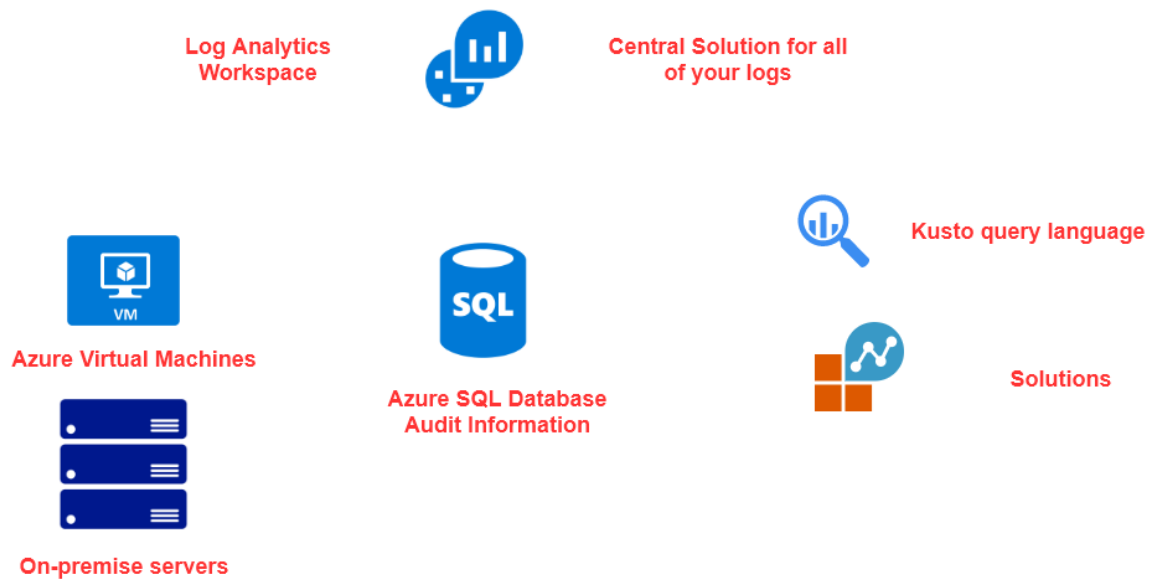 Log Analytics
Workspace
Central Solution for all
of your logs
Kusto query language
VM
Azure Virtual Machines
SQL
Azure SQL Database
Audit Information
Solutions
On-premise servers